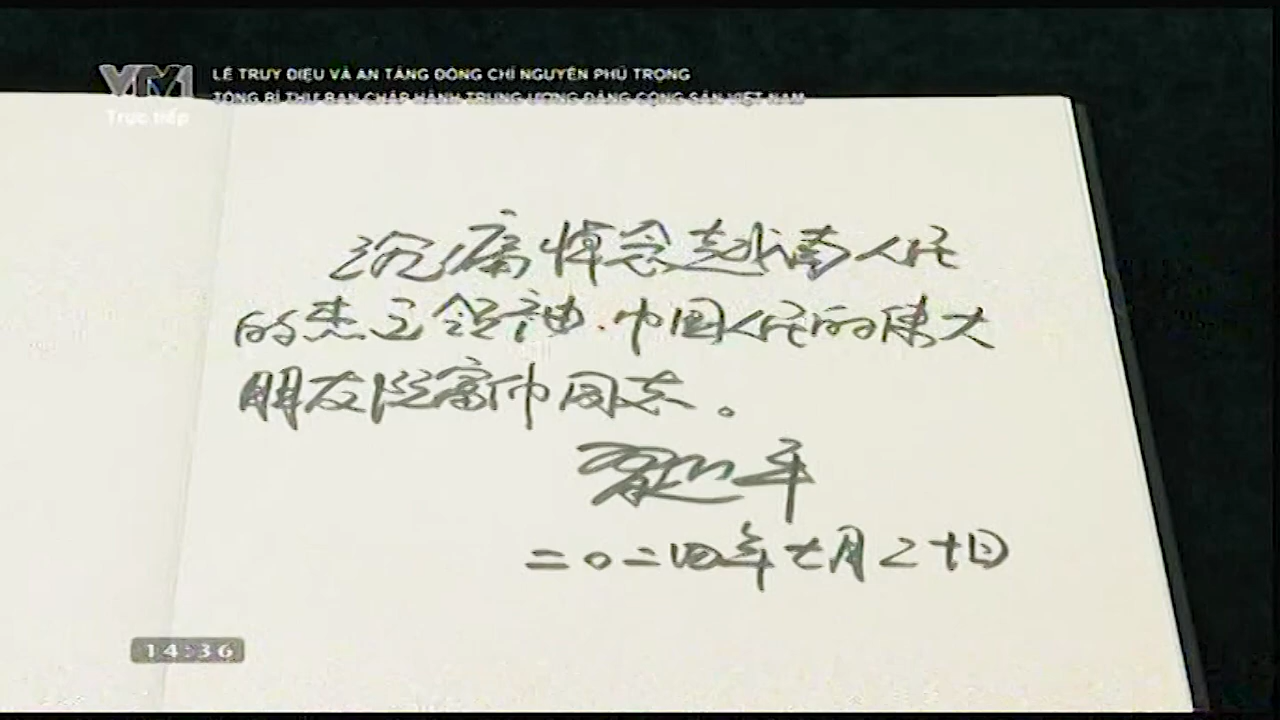 VTV1
LỄ TRUY ĐIỆU VÀ AN TÁNG ĐỒNG CHÍ NGUYỄN PHÚ TRỌNG
TỔNG BÍ THƯ BAN CHẤP HÀNH TRUNG ƯƠNG ĐẢNG CỘNG SẢN VIỆT NAM
Trực tiếp
沉痛悼念越南人民
的杰出领袖、中国人民的伟大
朋友阮富仲同志。
习近平
二〇二四年七月二十日
14:36